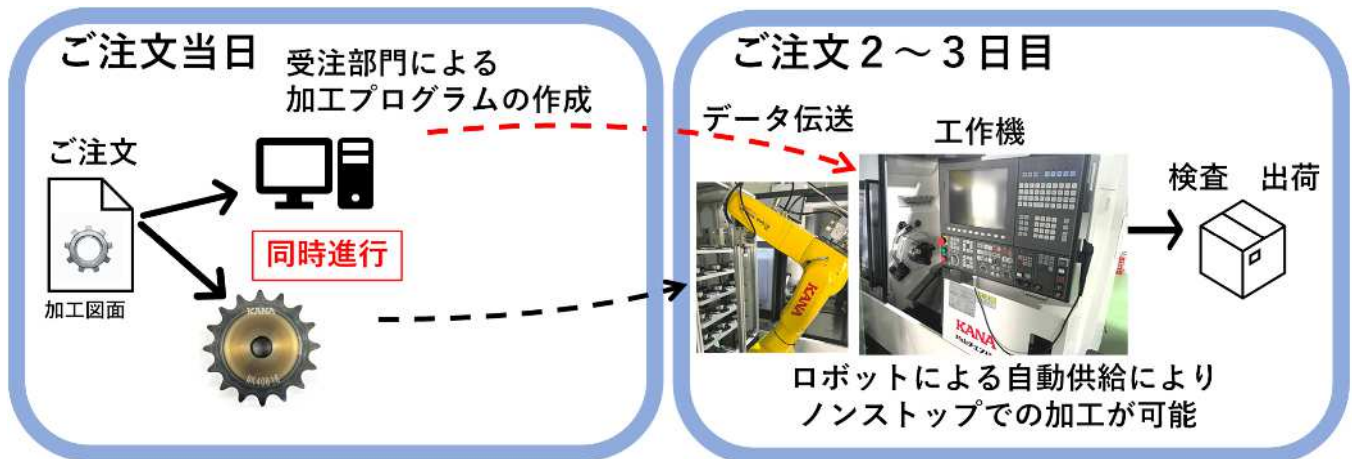 ご注文当日
受注部門による
加工プログラムの作成
ご注文
加工図面
同時進行
KANA
ご注文２～３日目
データ伝送
工作機
KANA
KANA
検査 出荷
ロボットによる自動供給により
ノンストップでの加工が可能